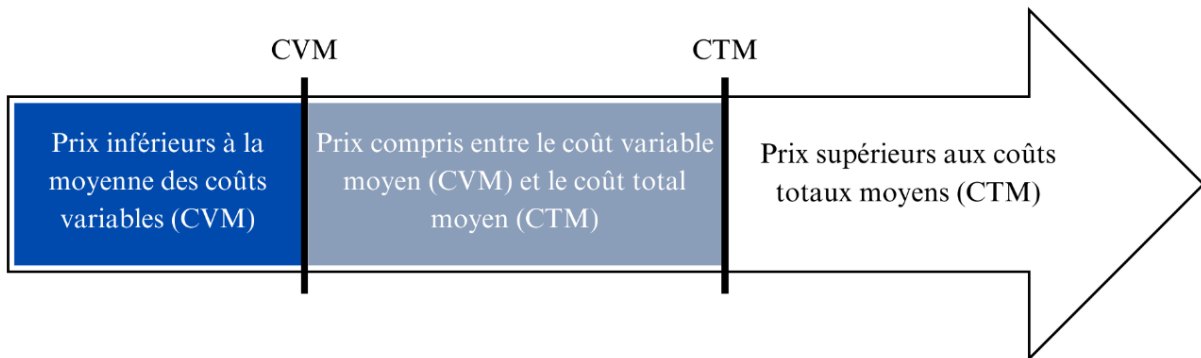 CVM
CTM
Prix inférieurs à la
moyenne des coûts
variables (CVM)
Prix compris entre le coût variable
moyen (CVM) et le coût total
moyen (CTM)
Prix supérieurs aux coûts
totaux moyens (CTM)